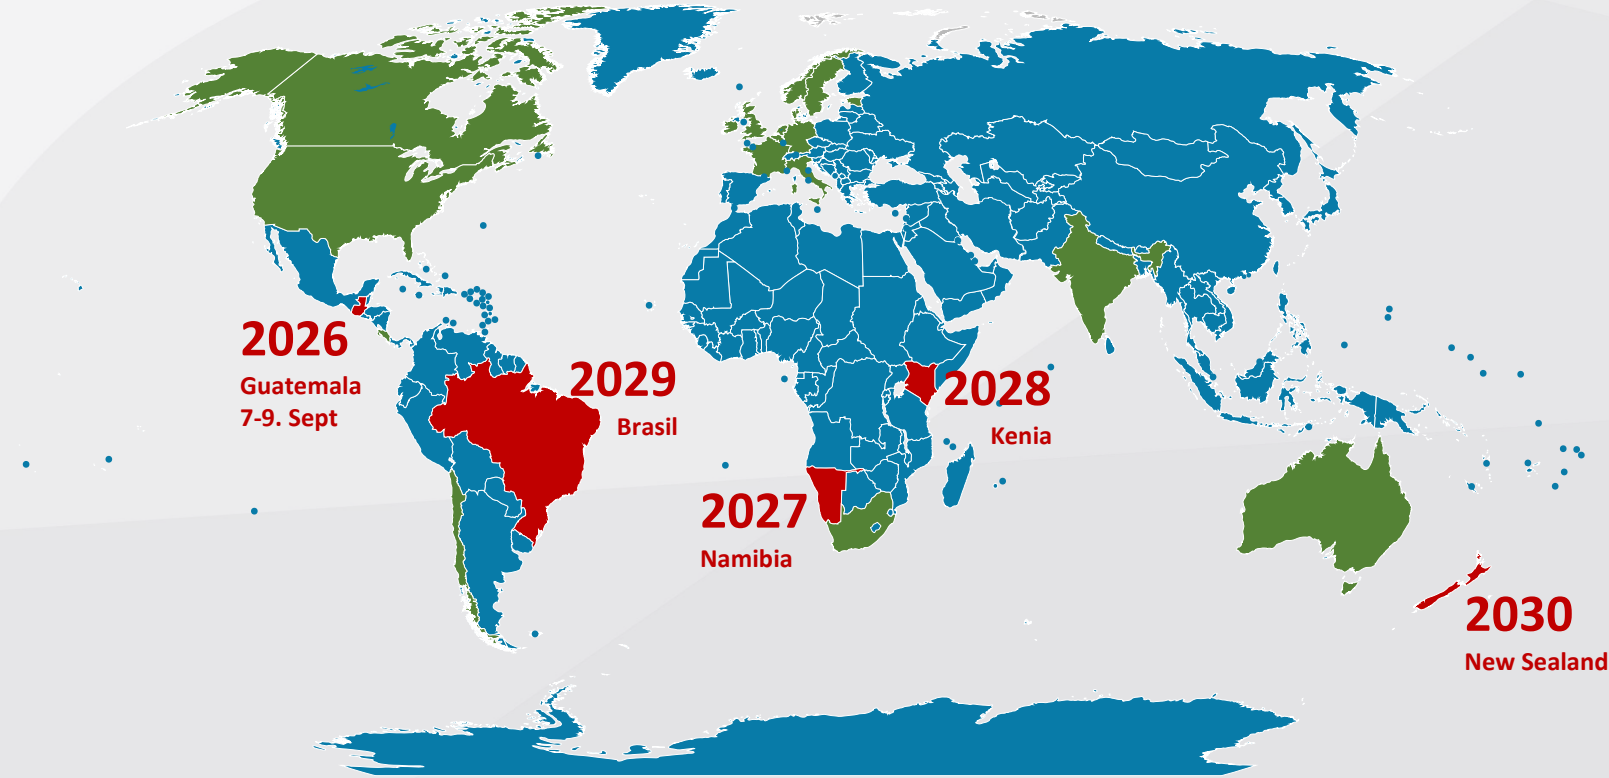 2026
Guatemala
7-9. Sept
2029
Brasil
2028
Kenia
2027
Namibia
2030
New Sealand